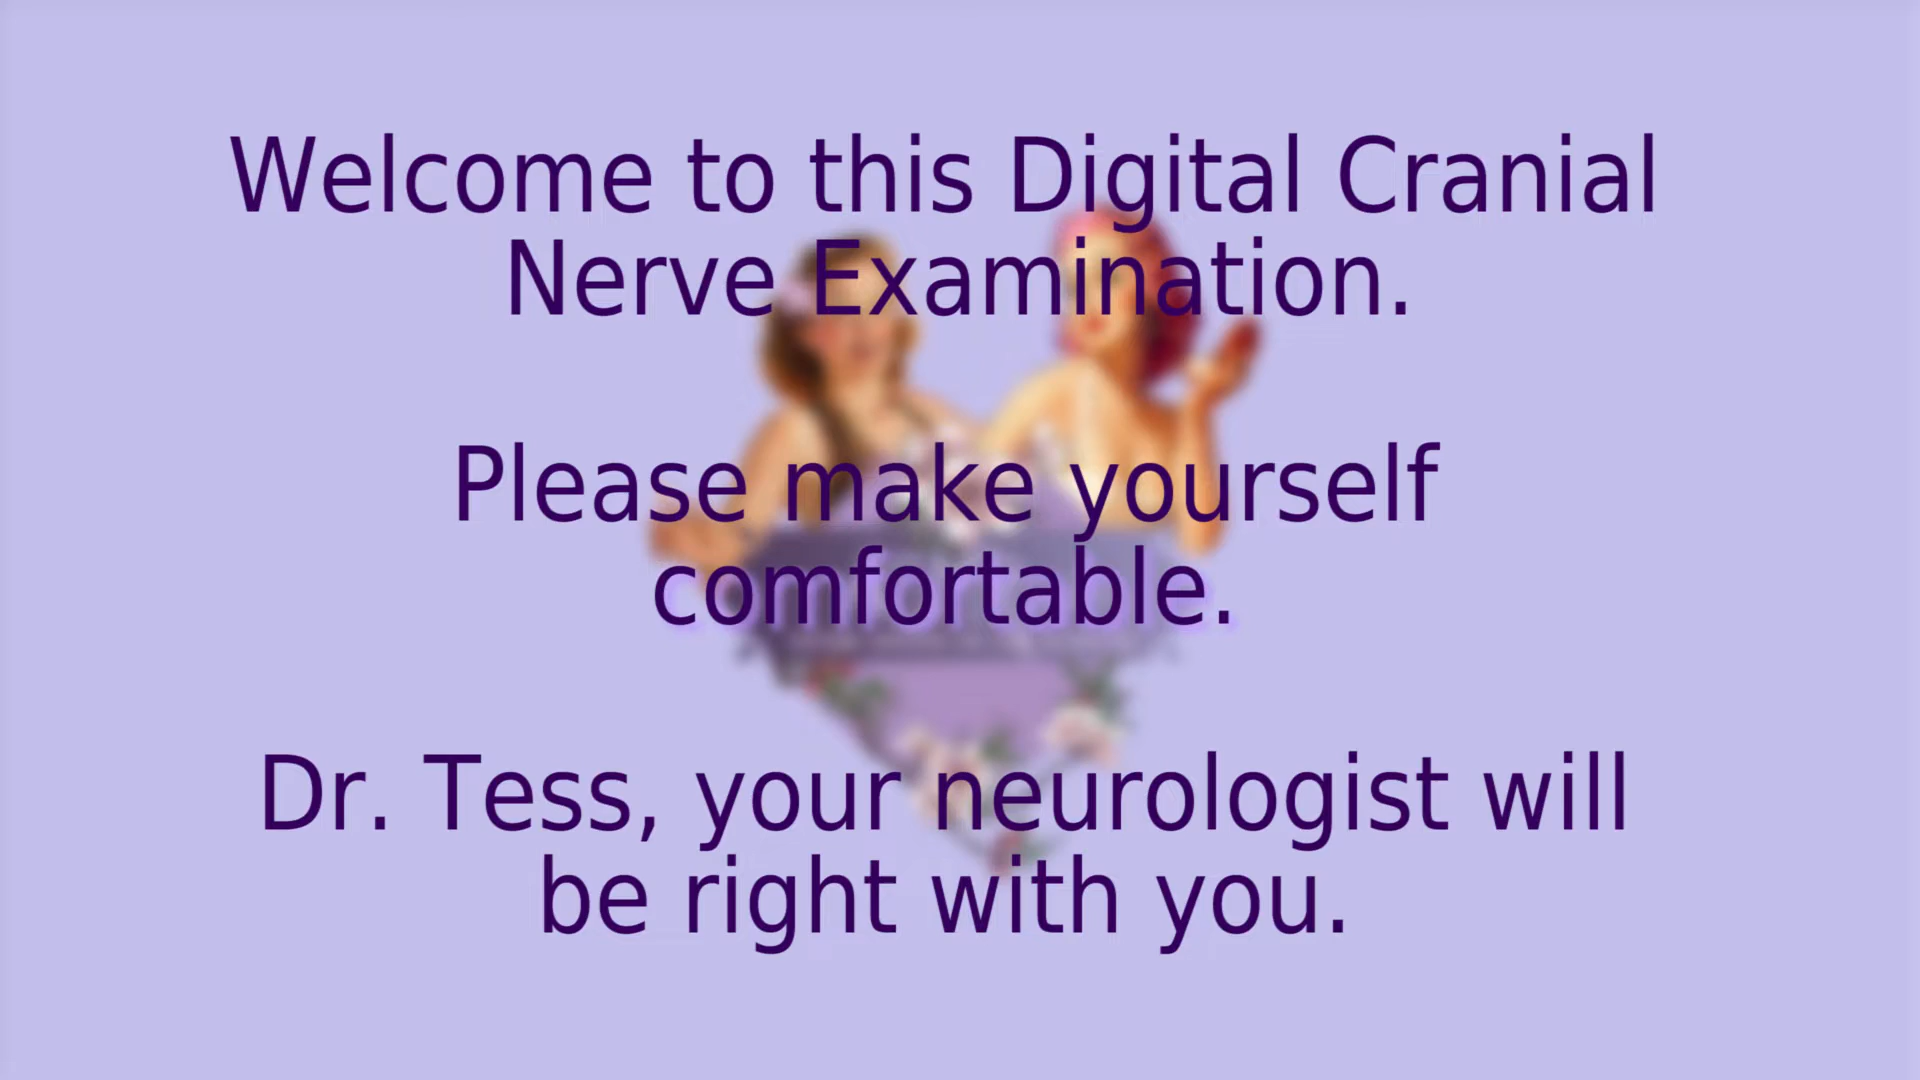 Welcome to this Digital Cranial
Nerve Examination.
Please make yourself
comfortable.
Dr. Tess, your neurologist will
be right with you.